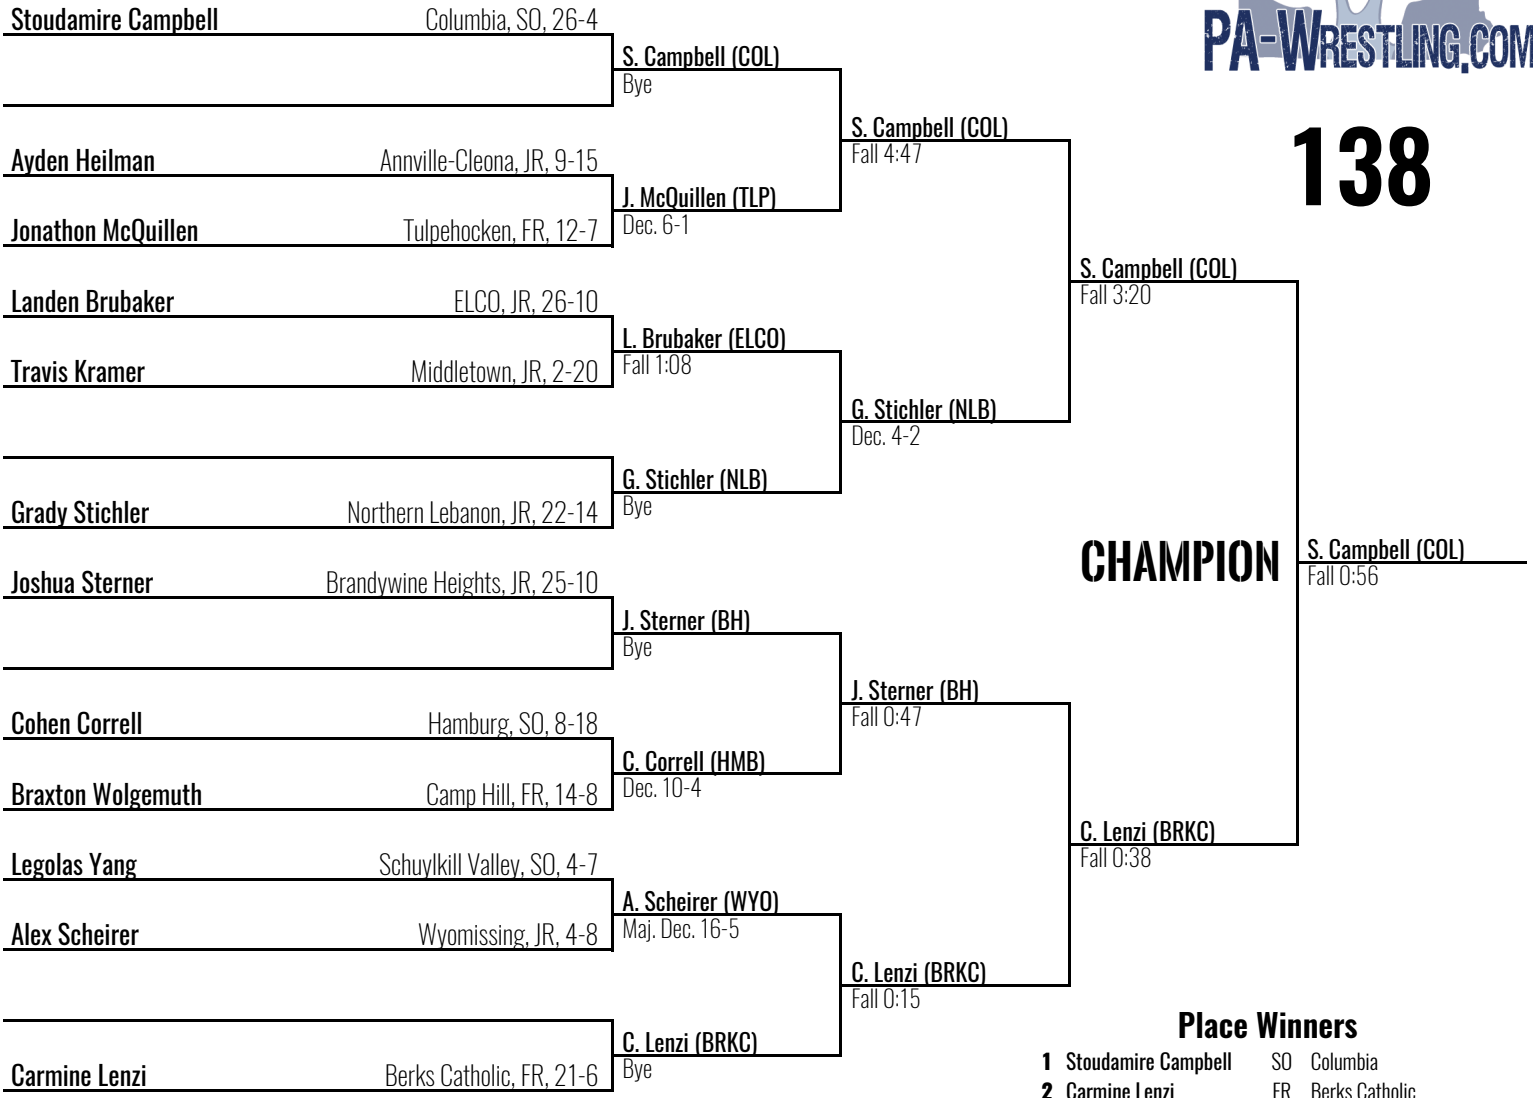 Stoudamire Campbell Columbia, SO, 26-4
S. Campbell (COL)
Bye
PA-WRESTLING.COM
138
S. Campbell (COL)
Fall 4:47
Ayden Heilman Annville-Cleona, JR, 9-15
J. McQuillen (TLP)
Dec. 6-1
Jonathon McQuillen Tulpehocken, FR, 12-7
S. Campbell (COL)
Fall 3:20
Landen Brubaker ELCO, JR, 26-10
L. Brubaker (ELCO)
Fall 1:08
Travis Kramer Middletown, JR, 2-20
G. Stichler (NLB)
Dec. 4-2
G. Stichler (NLB)
Bye
Grady Stichler Northern Lebanon, JR, 22-14
CHAMPION
S. Campbell (COL)
Fall 0:56
Joshua Sterner Brandywine Heights, JR, 25-10
J. Sterner (BH)
Bye
J. Sterner (BH)
Fall 0:47
Cohen Correll Hamburg, SO, 8-18
C. Correll (HMB)
Dec. 10-4
Braxton Wolgemuth Camp Hill, FR, 14-8
C. Lenzi (BRKC)
Fall 0:38
Legolas Yang Schuylkill Valley, SO, 4-7
A. Scheirer (WYO)
Maj. Dec. 16-5
Alex Scheirer Wyomissing, JR, 4-8
C. Lenzi (BRKC)
Fall 0:15
C. Lenzi (BRKC)
Bye
Carmine Lenzi Berks Catholic, FR, 21-6
Place Winners
1 Stoudamire Campbell SO Columbia
2 Carmine Lenzi FR Berks Catholic